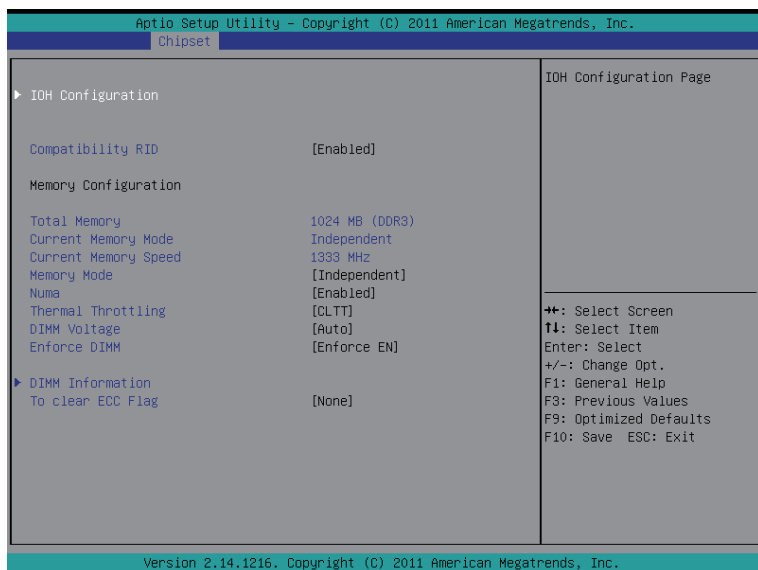 Aptio Setup Utility – Copyright (C) 2011 American Megatrends, Inc.
Chipset
IOH Configuration
Compatibility RID [Enabled]
Memory Configuration
Total Memory 1024 MB (DDR3)
Current Memory Mode Independent
Current Memory Speed 1333 MHz
Memory Mode [Independent]
Numa [Enabled]
Thermal Throttling [CLTT]
DIMM Voltage [Auto]
Enforce DIMM [Enforce EN]
DIMM Information
To clear ECC Flag [None]
IOH Configuration Page
→←: Select Screen
↑↓: Select Item
Enter: Select
+/-: Change Opt.
F1: General Help
F3: Previous Values
F9: Optimized Defaults
F10: Save ESC: Exit
Version 2.14.1216. Copyright (C) 2011 American Megatrends, Inc.